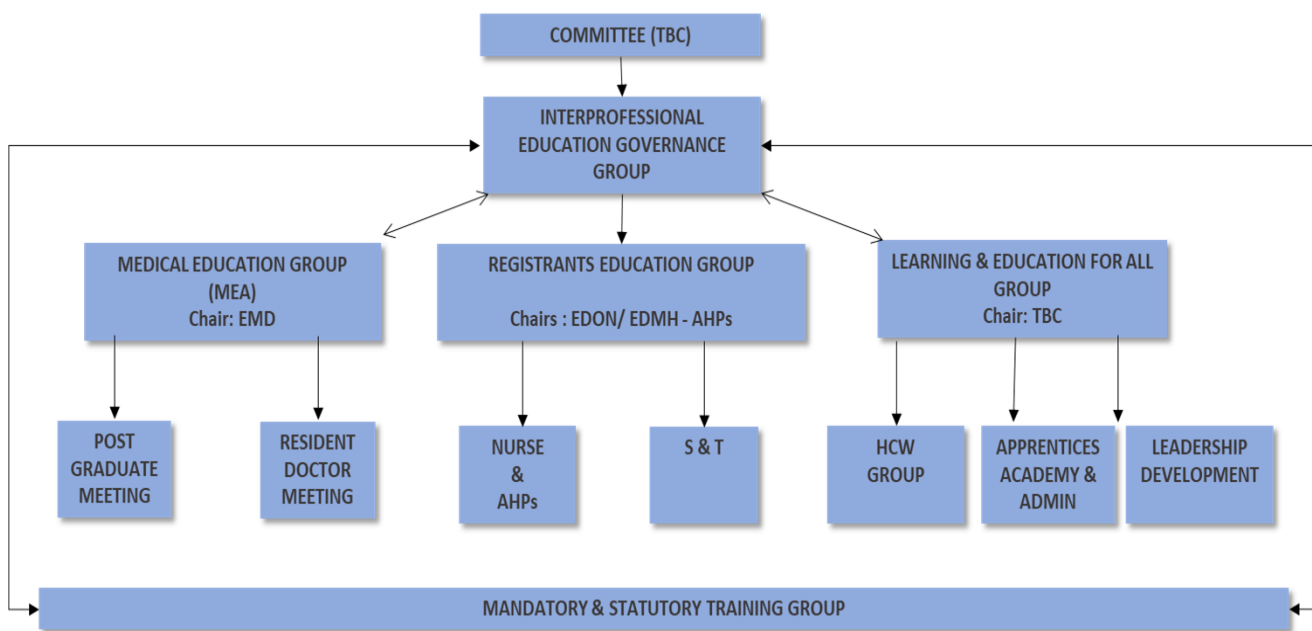 COMMITTEE (TBC)
INTERPROFESSIONAL
EDUCATION GOVERNANCE
GROUP
MEDICAL EDUCATION GROUP
(MEA)
Chair: EMD
REGISTRANTS EDUCATION GROUP
Chairs : EDON/ EDMH - AHPs
LEARNING & EDUCATION FOR ALL
GROUP
Chair: TBC
POST
GRADUATE
MEETING
RESIDENT
DOCTOR
MEETING
NURSE
&
AHPs
S & T
HCW
GROUP
APPRENTICES
ACADEMY &
ADMIN
LEADERSHIP
DEVELOPMENT
MANDATORY & STATUTORY TRAINING GROUP